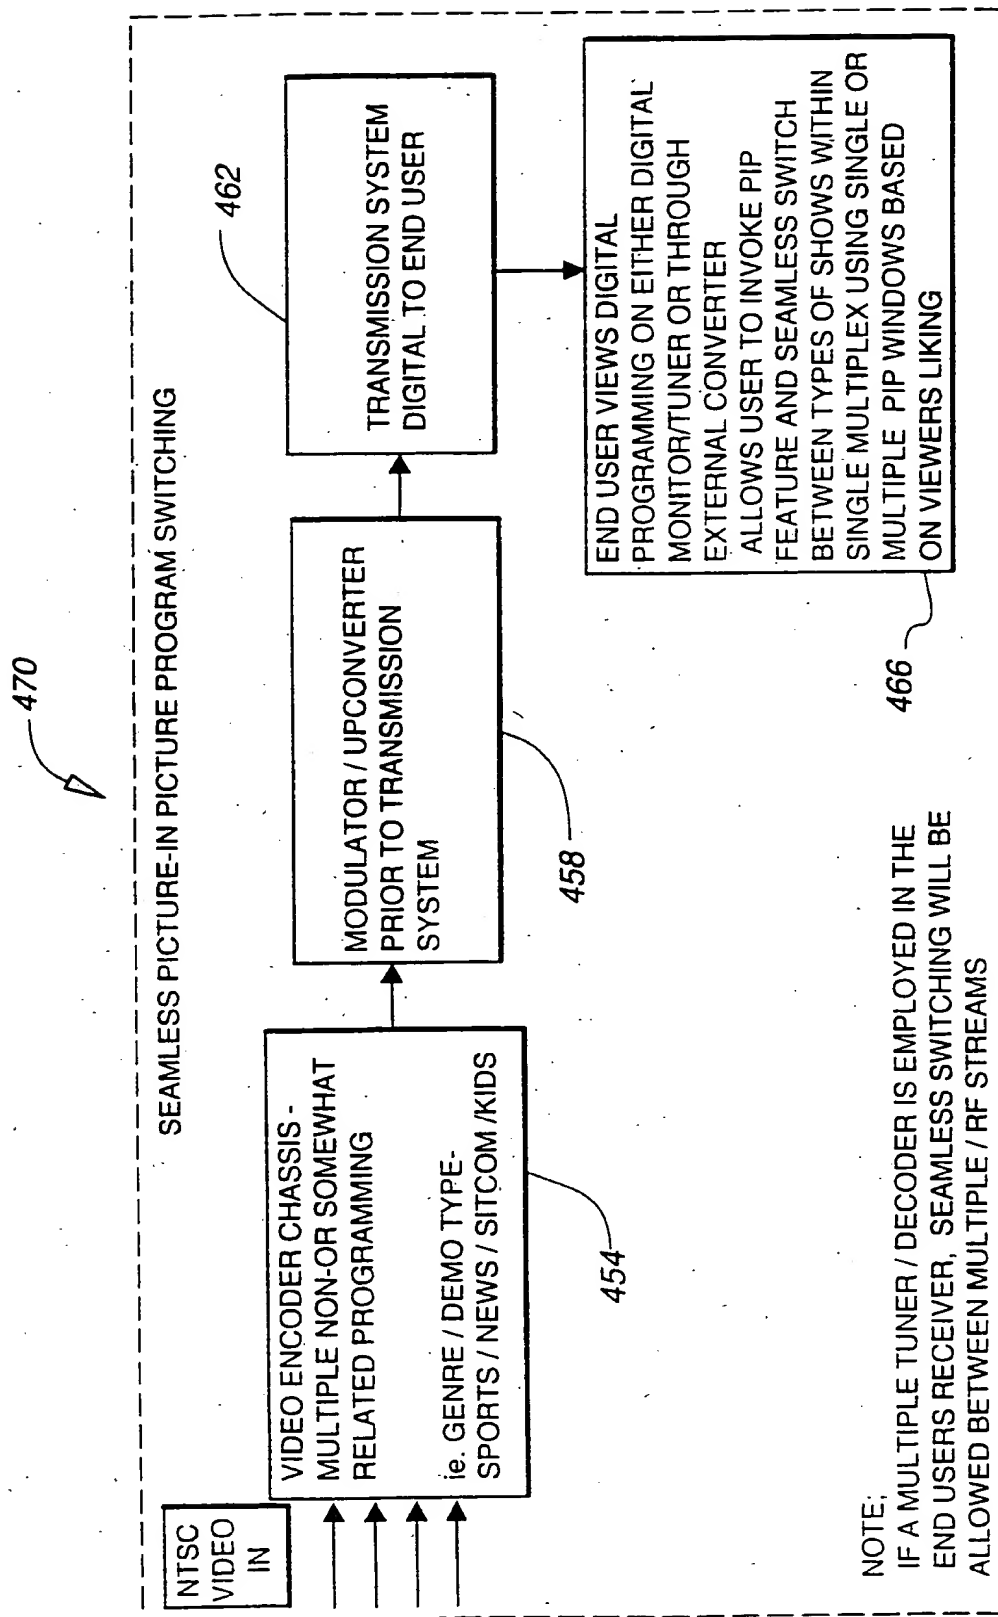 470
SEAMLESS PICTURE-IN PICTURE PROGRAM SWITCHING
NTSC
VIDEO
IN
VIDEO ENCODER CHASSIS -
MULTIPLE NON-OR SOMEWHAT
RELATED PROGRAMMING
ie. GENRE / DEMO TYPE-
SPORTS / NEWS / SITCOM /KIDS
454
MODULATOR / UPCONVERTER
PRIOR TO TRANSMISSION
SYSTEM
458
TRANSMISSION SYSTEM
DIGITAL TO END USER
462
END USER VIEWS DIGITAL
PROGRAMMING ON EITHER DIGITAL
MONITOR/TUNER OR THROUGH
EXTERNAL CONVERTER
ALLOWS USER TO INVOKE PIP
FEATURE AND SEAMLESS SWITCH
BETWEEN TYPES OF SHOWS WITHIN
SINGLE MULTIPLEX USING SINGLE OR
MULTIPLE PIP WINDOWS BASED
ON VIEWERS LIKING
466
NOTE;
IF A MULTIPLE TUNER / DECODER IS EMPLOYED IN THE
END USERS RECEIVER, SEAMLESS SWITCHING WILL BE
ALLOWED BETWEEN MULTIPLE / RF STREAMS